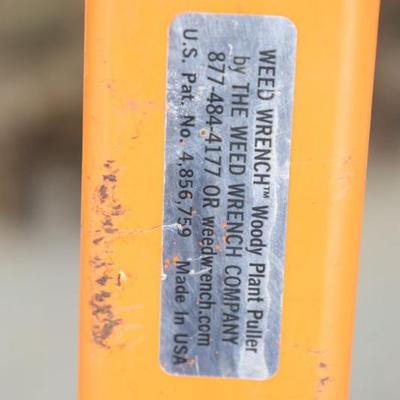 WEED WRENCH™ Woody Plant Puller
by THE WEED WRENCH COMPANY
877-484-4177 OR weedwrench.com
U.S. Pat. No. 4,856,759 Made In USA